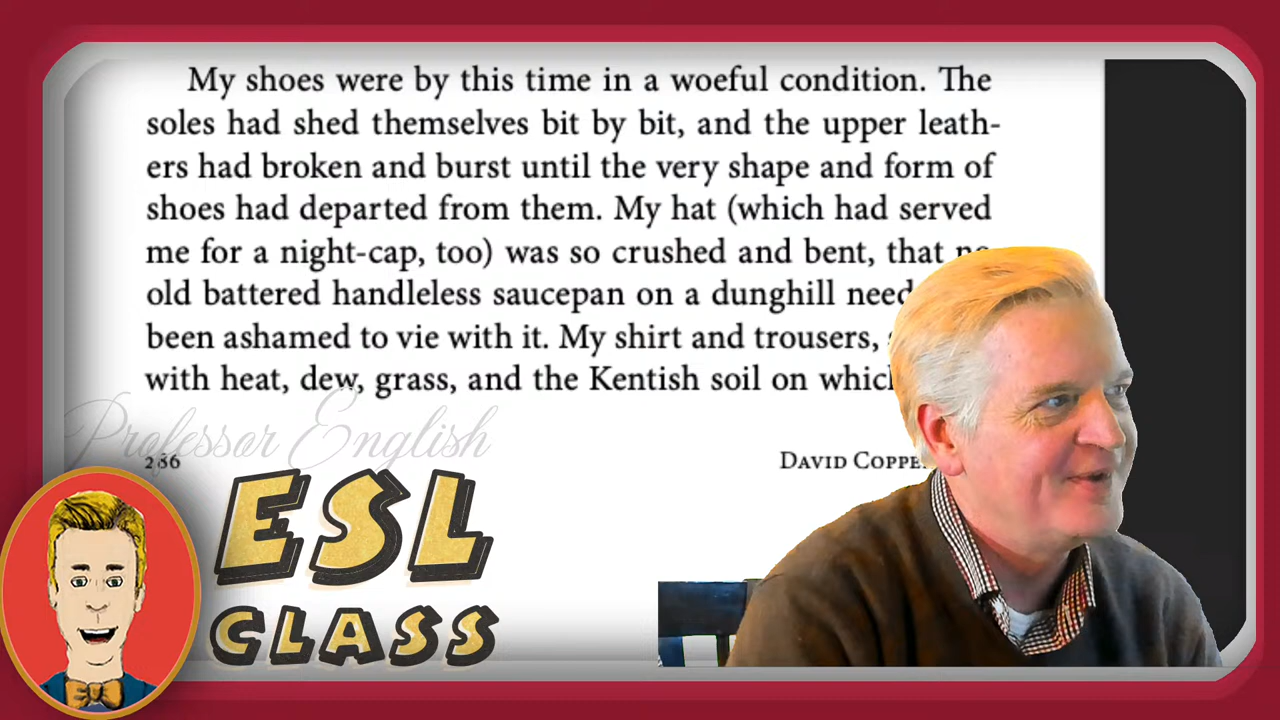 My shoes were by this time in a woeful condition. The
soles had shed themselves bit by bit, and the upper leath-
ers had broken and burst until the very shape and form of
shoes had departed from them. My hat (which had served
me for a night-cap, too) was so crushed and bent, that
old battered handleless saucepan on a dunghill
been ashamed to vie with it. My shirt and trousers,
with heat, dew, grass, and the Kentish soil on
Professor English
DAVID
ESL
CLASS